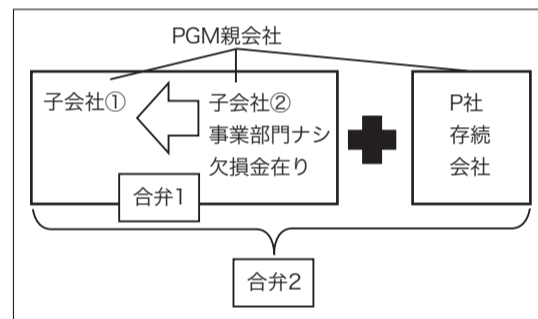 PGM親会社
子会社①
子会社②
事業部門ナシ
欠損金在り
P社
存続
会社
合弁1
合弁2